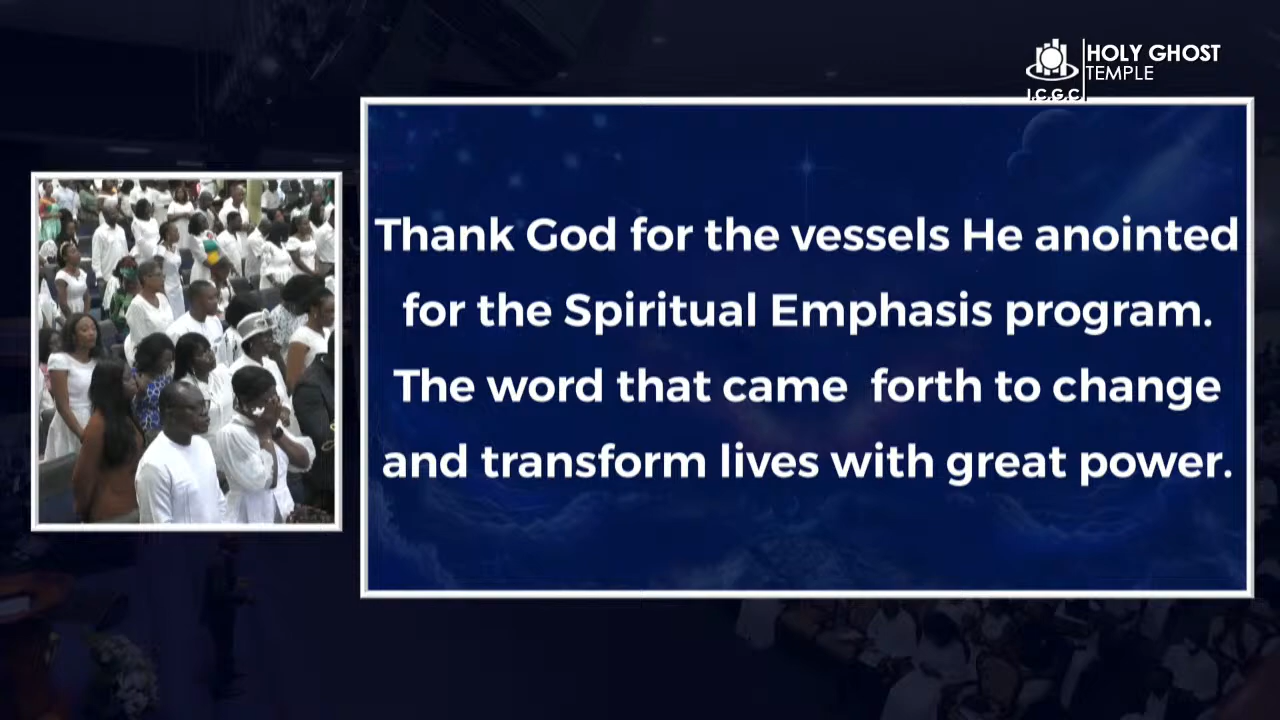 HOLY GHOST
TEMPLE
I.C.G.C
Thank God for the vessels He anointed
for the Spiritual Emphasis program.
The word that came  forth to change
and transform lives with great power.